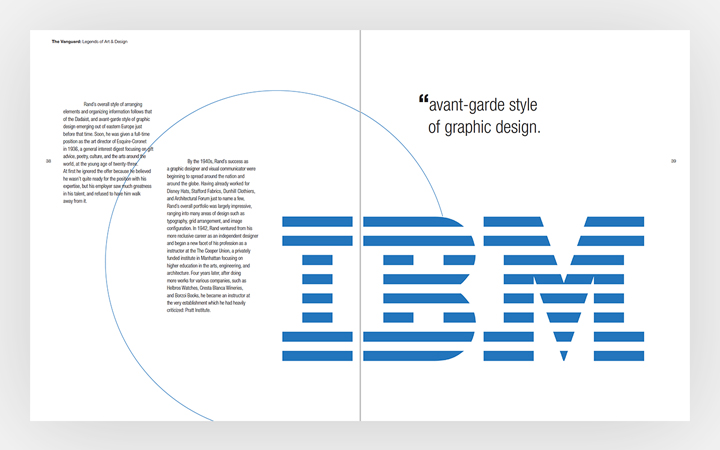 The Vanguard: Legends of Art & Design
Rand's overall style of arranging
elements and organizing information follows that
of the Dadaist, and avant-garde style of graphic
design emerging out of eastern Europe just
before that time. Soon, he was given a full-time
position as the art director of Esquire-Coronet
in 1936, a general interest digest focusing on gift
advice, poetry, culture, and the arts around the
world, at the young age of twenty three.
At first he ignored the offer because he believed
he wasn't quite ready for the position with his
expertise, but his employer saw much greatness
in his talent, and refused to have him walk
away from it.
38
By the 1940s, Rand's success as
a graphic designer and visual communicator were
beginning to spread around the nation and
around the globe. Having already worked for
Disney Hats, Stafford Fabrics, Dunhill Clothiers,
and Architectural Forum just to name a few,
Rand's overall portfolio was largely impressive,
ranging into many areas of design such as
typography, grid arrangement, and image
configuration. In 1942, Rand ventured from his
more reclusive career as an independent designer
and began a new facet of his profession as a
instructor at the The Cooper Union, a privately
funded institute in Manhattan focusing on
higher education in the arts, engineering, and
architecture. Four years later, after doing
more works for various companies, such as
Helbros Watches, Cresta Blanca Wineries,
and Borzoi Books, he became an instructor at
the very establishment which he had heavily
criticized: Pratt Institute.
“avant-garde style
of graphic design.
39
IBM